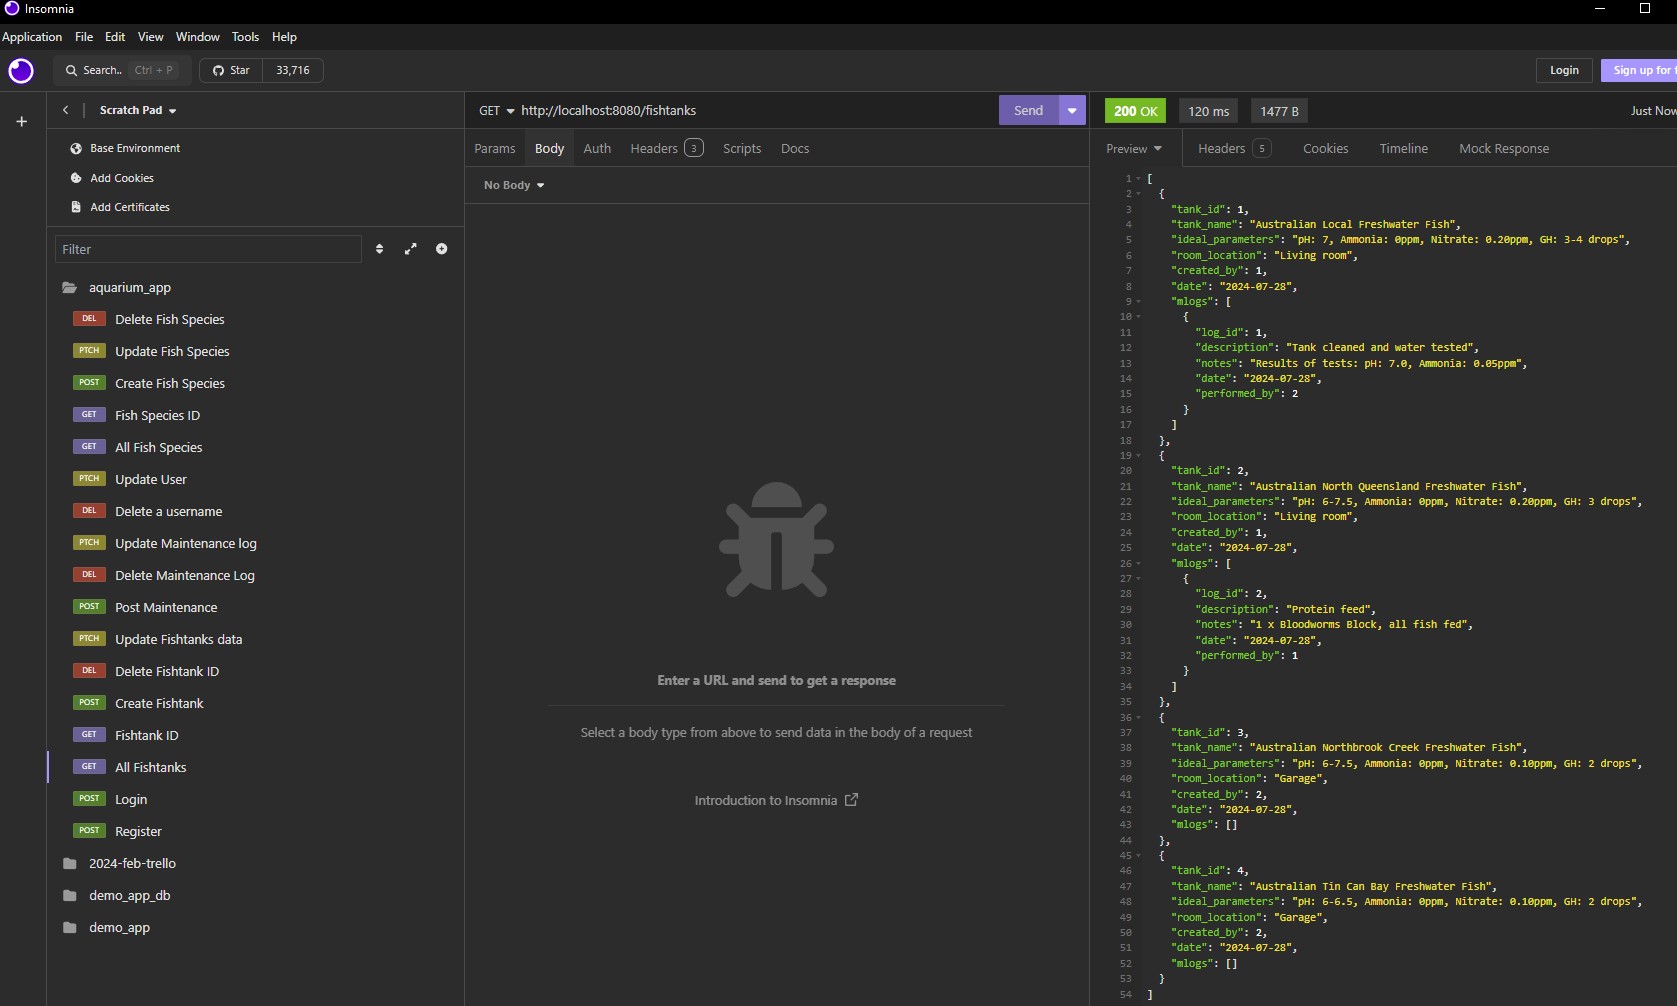 Insomnia
Application File Edit View Window Tools Help
Search.. Ctrl + P Star 33,716 Login Sign up for
Scratch Pad
Base Environment
Add Cookies
Add Certificates
Filter
aquarium_app
DEL Delete Fish Species
PTCH Update Fish Species
POST Create Fish Species
GET Fish Species ID
GET All Fish Species
PTCH Update User
DEL Delete a username
PTCH Update Maintenance log
DEL Delete Maintenance Log
POST Post Maintenance
PTCH Update Fishtanks data
DEL Delete Fishtank ID
POST Create Fishtank
GET Fishtank ID
GET All Fishtanks
POST Login
POST Register
2024-feb-trello
demo_app_db
demo_app
GET http://localhost:8080/fishtanks Send
Params Body Auth Headers 3 Scripts Docs
No Body
Enter a URL and send to get a response
Select a body type from above to send data in the body of a request
Introduction to Insomnia
200 OK 120 ms 1477 B Just Now
Preview Headers 5 Cookies Timeline Mock Response
1 [
2 {
3 "tank_id": 1,
4 "tank_name": "Australian Local Freshwater Fish",
5 "ideal_parameters": "pH: 7, Ammonia: 0ppm, Nitrate: 0.20ppm, GH: 3-4 drops",
6 "room_location": "Living room",
7 "created_by": 1,
8 "date": "2024-07-28",
9 "mlogs": [
10 {
11 "log_id": 1,
12 "description": "Tank cleaned and water tested",
13 "notes": "Results of tests: pH: 7.0, Ammonia: 0.05ppm",
14 "date": "2024-07-28",
15 "performed_by": 2
16 }
17 ]
18 },
19 {
20 "tank_id": 2,
21 "tank_name": "Australian North Queensland Freshwater Fish",
22 "ideal_parameters": "pH: 6-7.5, Ammonia: 0ppm, Nitrate: 0.20ppm, GH: 3 drops",
23 "room_location": "Living room",
24 "created_by": 1,
25 "date": "2024-07-28",
26 "mlogs": [
27 {
28 "log_id": 2,
29 "description": "Protein feed",
30 "notes": "1 x Bloodworms Block, all fish fed",
31 "date": "2024-07-28",
32 "performed_by": 1
33 }
34 ]
35 },
36 {
37 "tank_id": 3,
38 "tank_name": "Australian Northbrook Creek Freshwater Fish",
39 "ideal_parameters": "pH: 6-7.5, Ammonia: 0ppm, Nitrate: 0.10ppm, GH: 2 drops",
40 "room_location": "Garage",
41 "created_by": 2,
42 "date": "2024-07-28",
43 "mlogs": []
44 },
45 {
46 "tank_id": 4,
47 "tank_name": "Australian Tin Can Bay Freshwater Fish",
48 "ideal_parameters": "pH: 6-6.5, Ammonia: 0ppm, Nitrate: 0.10ppm, GH: 2 drops",
49 "room_location": "Garage",
50 "created_by": 2,
51 "date": "2024-07-28",
52 "mlogs": []
53 }
54 ]